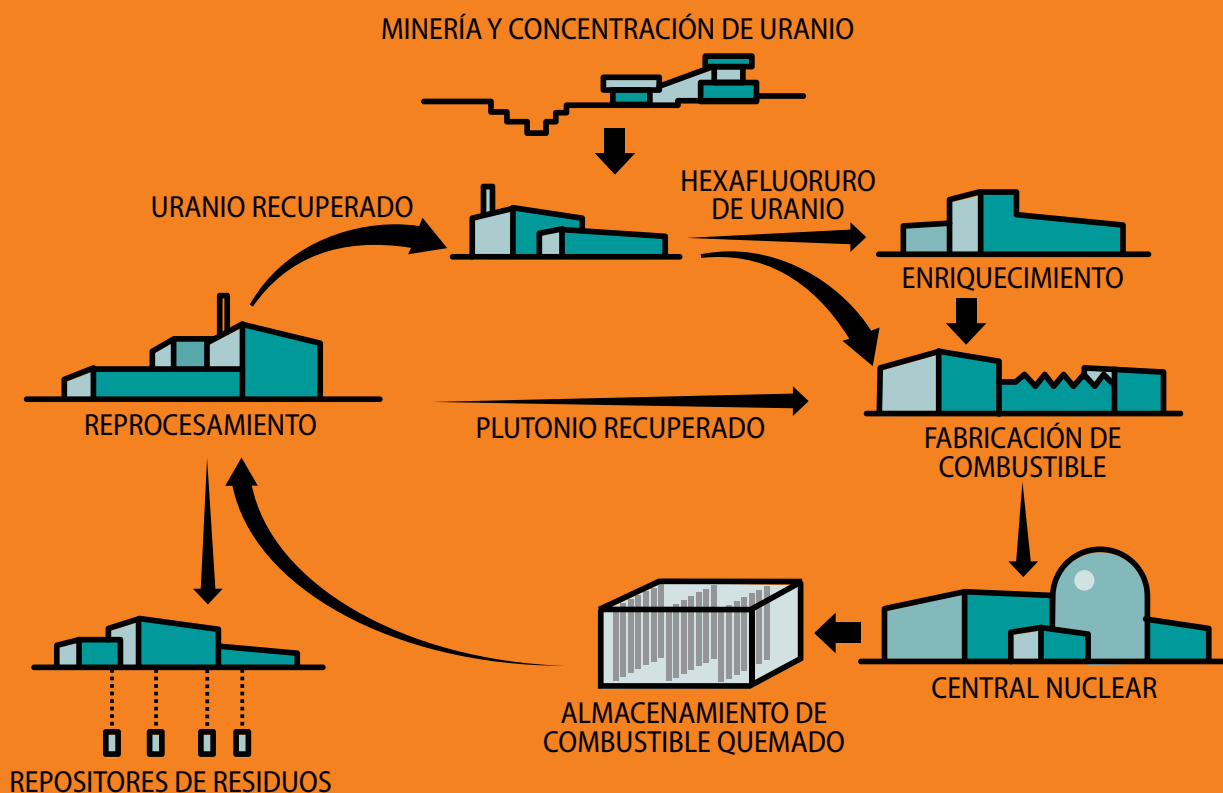 MINERÍA Y CONCENTRACIÓN DE URANIO
URANIO RECUPERADO
HEXAFLUORURO
DE URANIO
ENRIQUECIMIENTO
REPROCESAMIENTO
PLUTONIO RECUPERADO
FABRICACIÓN DE
COMBUSTIBLE
CENTRAL NUCLEAR
ALMACENAMIENTO DE
COMBUSTIBLE QUEMADO
REPOSITORES DE RESIDUOS